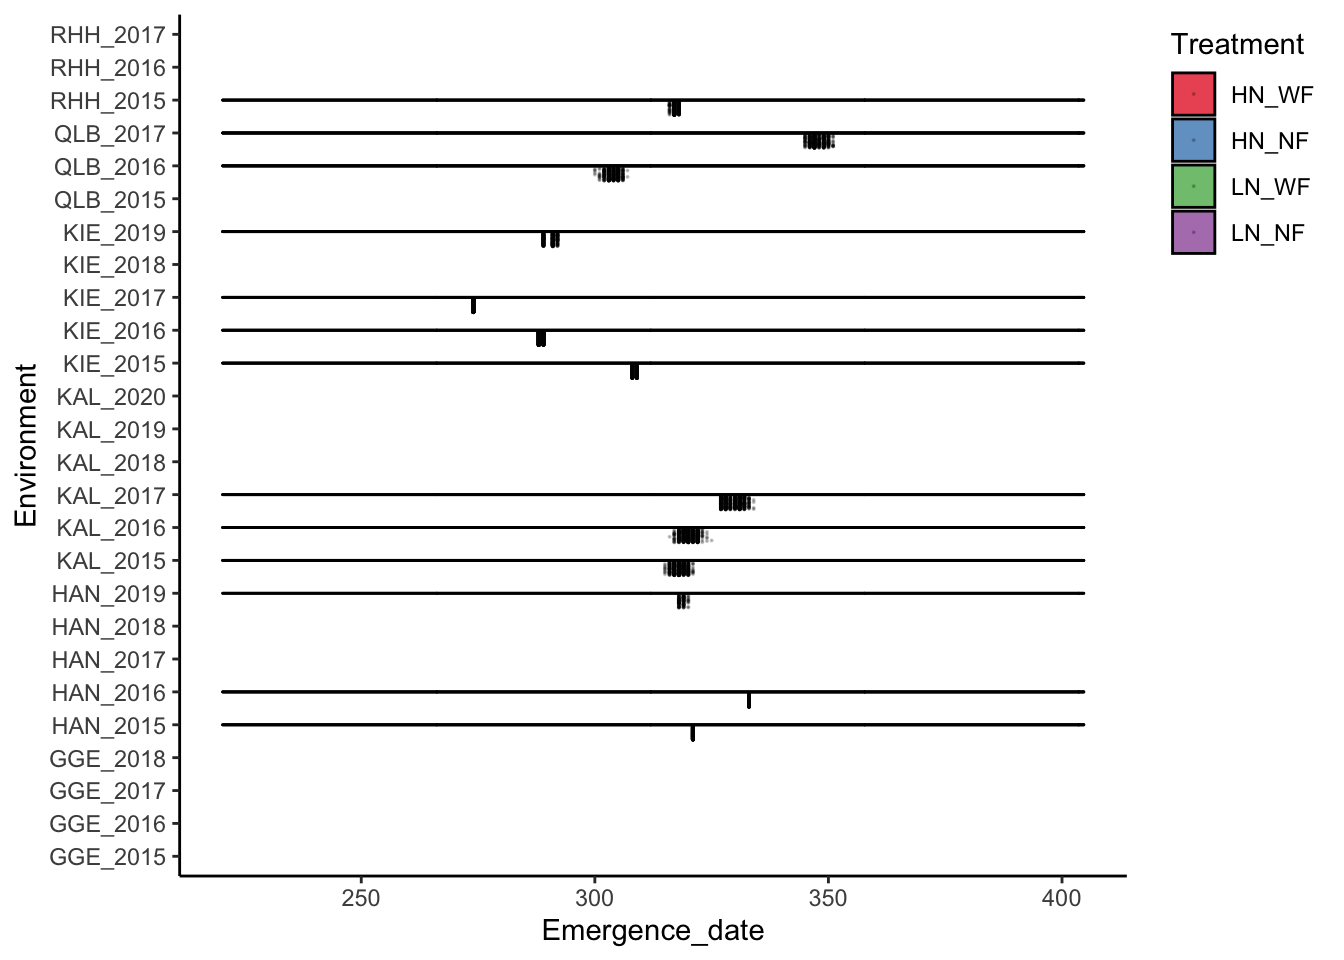 RHH_2017
RHH_2016
RHH_2015
QLB_2017
QLB_2016
QLB_2015
KIE_2019
KIE_2018
KIE_2017
KIE_2016
KIE_2015
KAL_2020
KAL_2019
KAL_2018
KAL_2017
KAL_2016
KAL_2015
HAN_2019
HAN_2018
HAN_2017
HAN_2016
HAN_2015
GGE_2018
GGE_2017
GGE_2016
GGE_2015
Environment
250 300 350 400
Emergence_date
Treatment
HN_WF
HN_NF
LN_WF
LN_NF